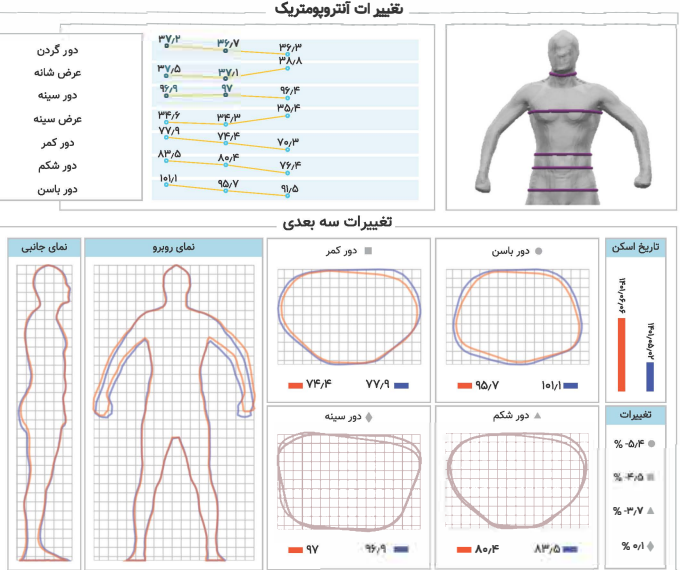 تغییرات آنتروپومتریک
دور گردن ۳۷٫۲ ۳۶٫۷ ۳۶٫۳
عرض شانه ۳۷٫۵ ۳۷٫۱ ۳۸٫۸
دور سینه ۹۶٫۹ ۹۷ ۹۶٫۴
عرض سینه ۳۴٫۶ ۳۴٫۳ ۳۵٫۴
دور کمر ۷۷٫۹ ۷۴٫۴ ۷۰٫۳
دور شکم ۸۳٫۵ ۸۰٫۴ ۷۶٫۴
دور باسن ۱۰۱٫۱ ۹۵٫۷ ۹۱٫۵
تغییرات سه بعدی
تاریخ اسکن
دور باسن
دور کمر
نمای روبرو
نمای جانبی
۱۰۱٫۱ ۹۵٫۷
۷۷٫۹ ۷۴٫۴
تغییرات
% -۵٫۴
% -۴٫۵
% -۳٫۷
% ۰٫۱
دور شکم
دور سینه
۸۳٫۵ ۸۰٫۴
۹۶٫۹ ۹۷